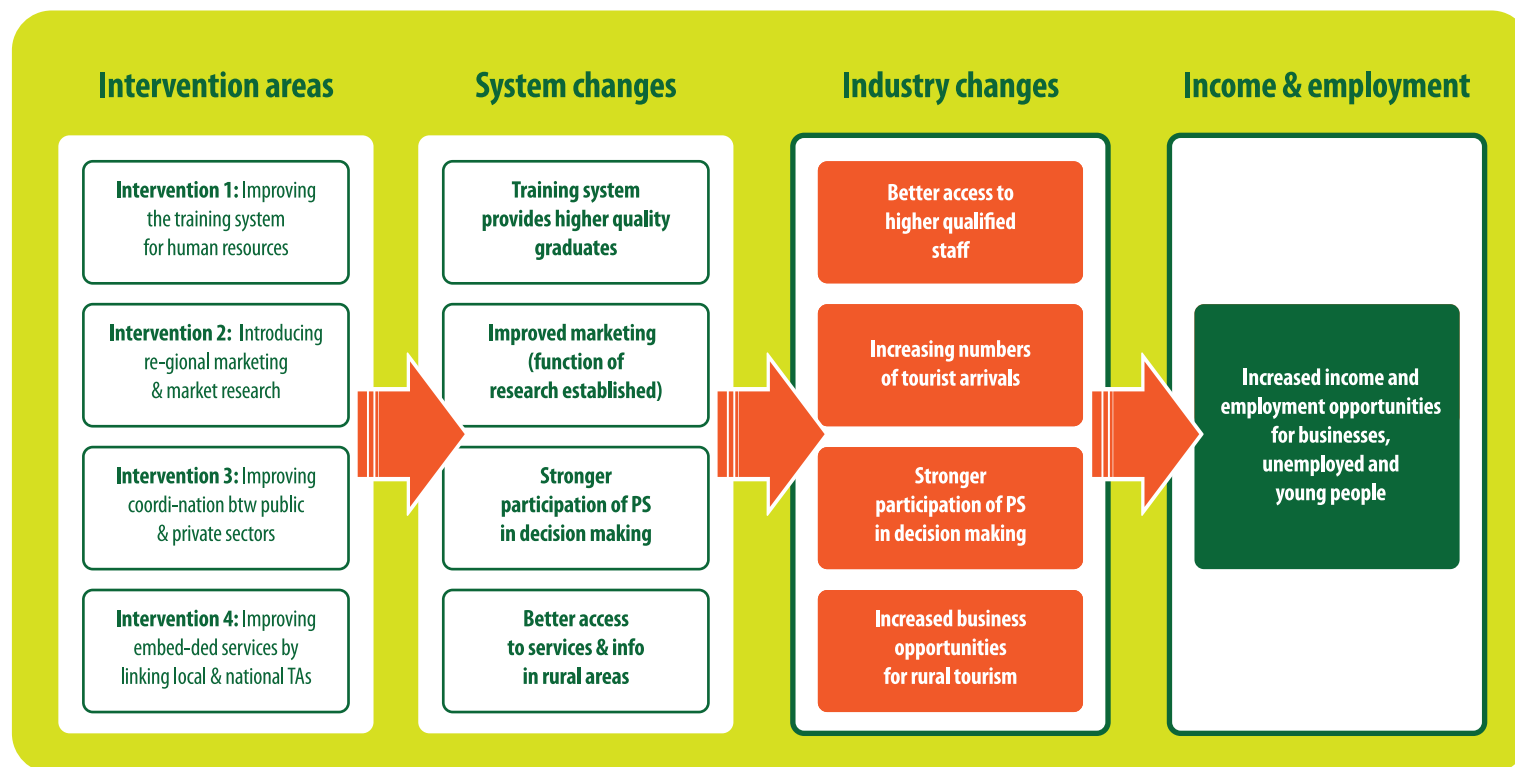 Intervention areas
Intervention 1: Improving
the training system
for human resources
Intervention 2: Introducing
re-gional marketing
& market research
Intervention 3: Improving
coordi-nation btw public
& private sectors
Intervention 4: Improving
embed-ded services by
linking local & national TAs
System changes
Training system
provides higher quality
graduates
Improved marketing
(function of
research established)
Stronger
participation of PS
in decision making
Better access
to services & info
in rural areas
Industry changes
Better access to
higher qualified
staff
Increasing numbers
of tourist arrivals
Stronger
participation of PS
in decision making
Increased business
opportunities
for rural tourism
Income & employment
Increased income and
employment opportunities
for businesses,
unemployed and
young people